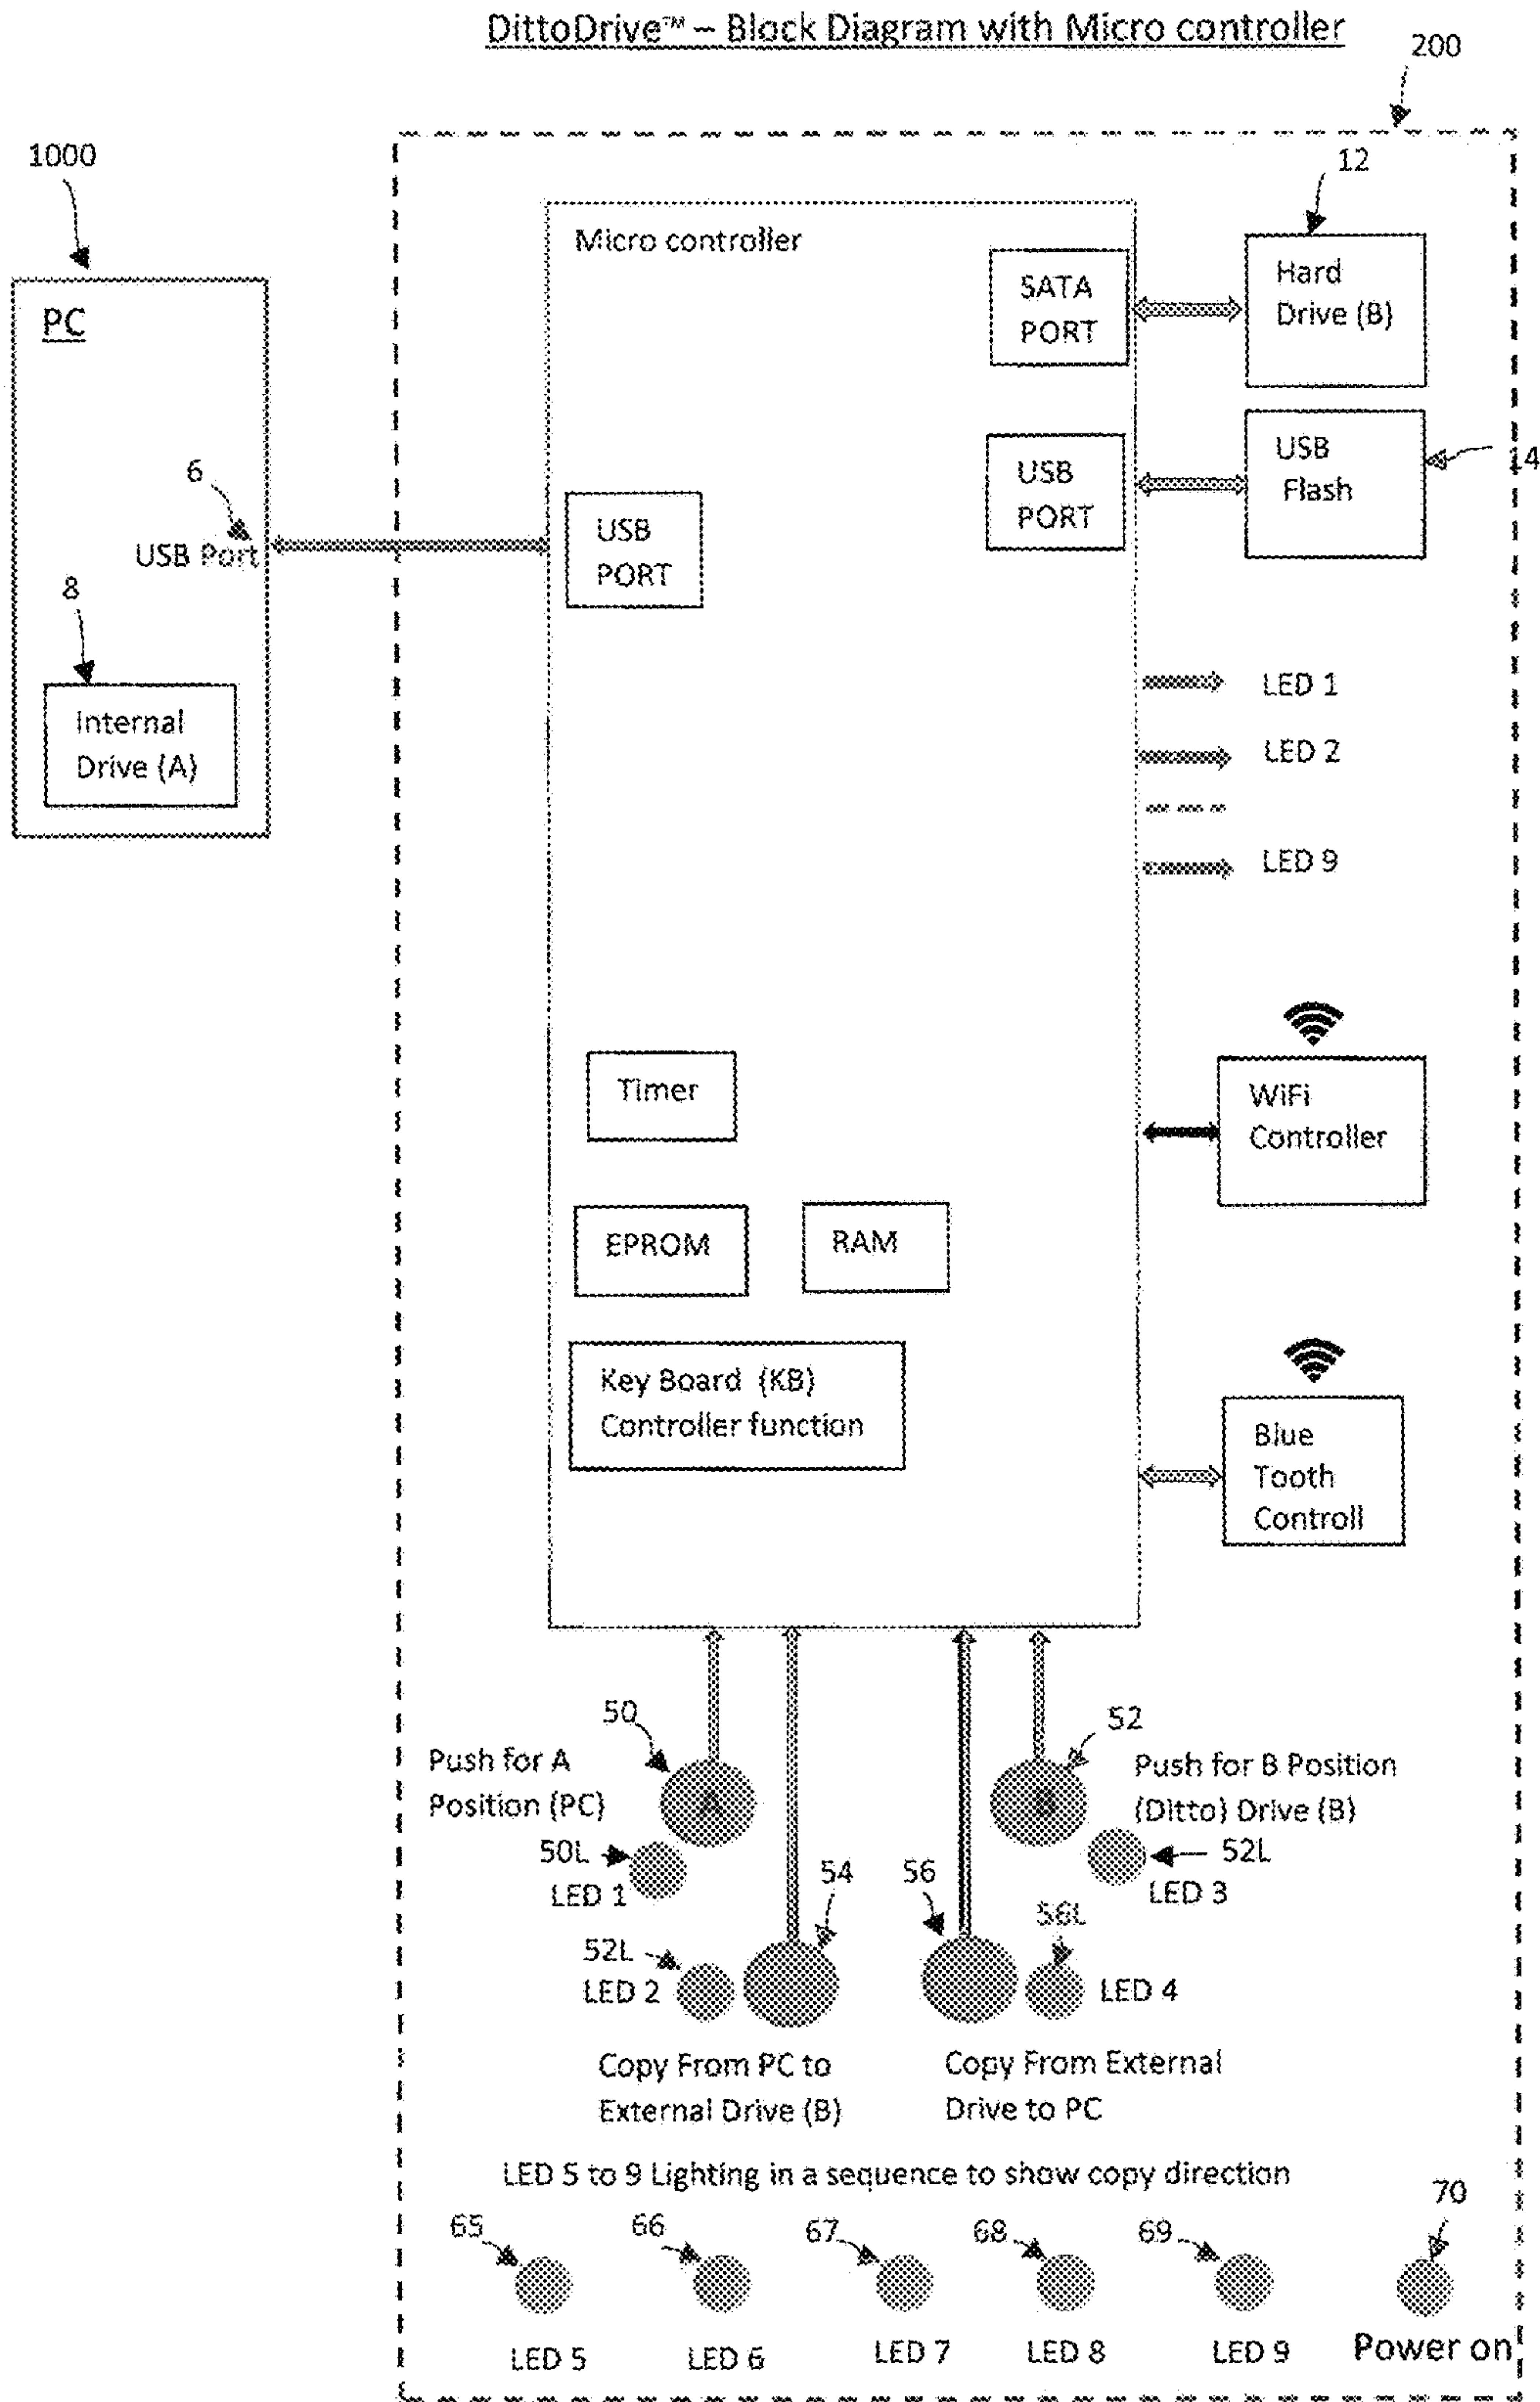 DittoDrive™ – Block Diagram with Micro controller
200
1000
12
Micro controller
PC
SATA
PORT
Hard
Drive (B)
6
USB Port
USB
PORT
USB
PORT
USB
Flash
14
8
Internal
Drive (A)
LED 1
LED 2
LED 9
Timer
WiFi
Controller
EPROM
RAM
Key Board (KB)
Controller function
Blue
Tooth
Controll
50
52
Push for A
Position (PC)
A
B
Push for B Position
(Ditto) Drive (B)
50L
LED 1
54
56
52L
LED 3
52L
LED 2
56L
LED 4
Copy From PC to
External Drive (B)
Copy From External
Drive to PC
LED 5 to 9 Lighting in a sequence to show copy direction
65
66
67
68
69
70
LED 5
LED 6
LED 7
LED 8
LED 9
Power on